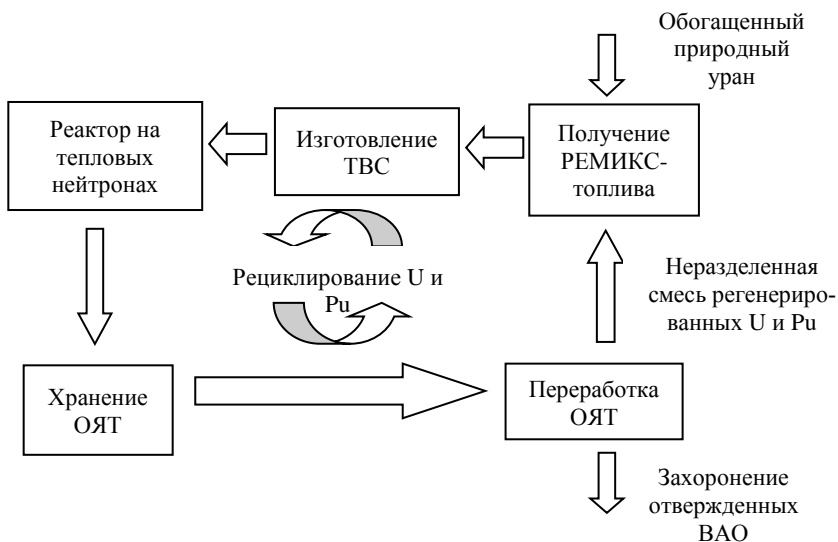 Обогащенный
природный
уран
Реактор на
тепловых
нейтронах
Изготовление
ТВС
Получение
РЕМИКС-
топлива
Рециклирование U и
Pu
Неразделенная
смесь регенериро-
ванных U и Pu
Хранение
ОЯТ
Переработка
ОЯТ
Захоронение
отвержденных
ВАО